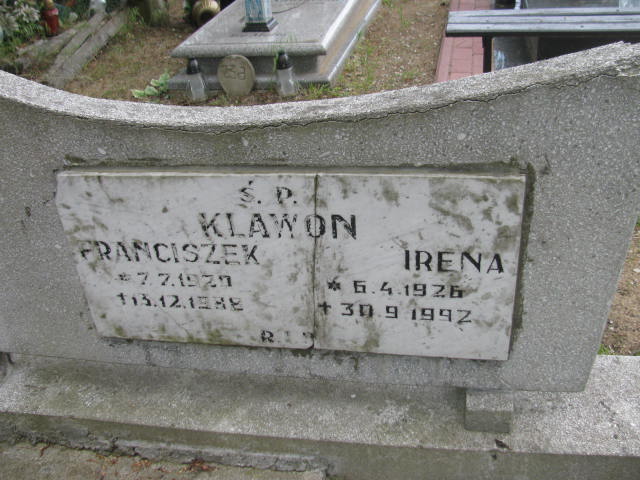 Ś. P.
KLAWON
FRANCISZEK
*7.7.1929
+13.12.1988
IRENA
*6.4.1926
+30.9.1992
R.I.P